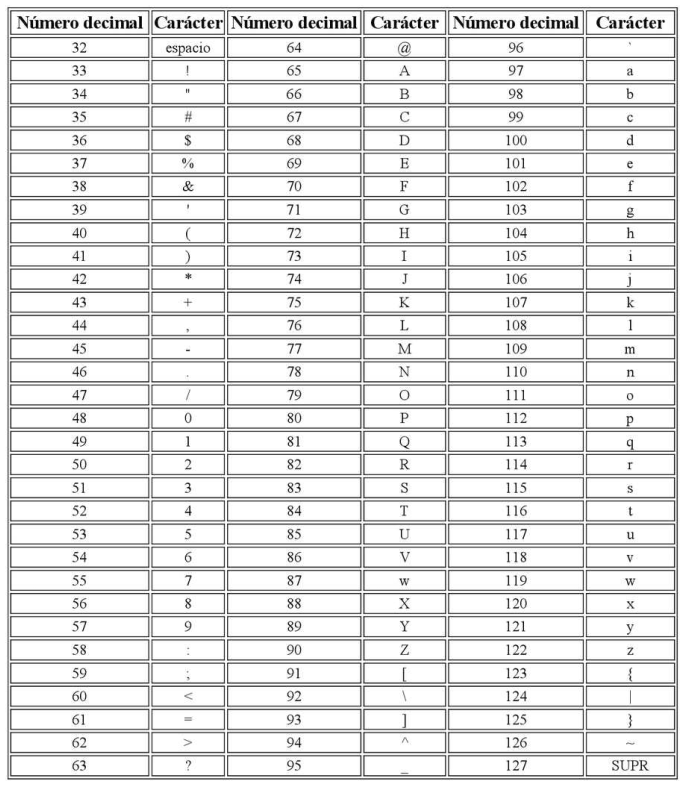 Número decimal Carácter Número decimal Carácter Número decimal Carácter
32 espacio 64 @ 96 `
33 ! 65 A 97 a
34 " 66 B 98 b
35 # 67 C 99 c
36 $ 68 D 100 d
37 % 69 E 101 e
38 & 70 F 102 f
39 ' 71 G 103 g
40 ( 72 H 104 h
41 ) 73 I 105 i
42 * 74 J 106 j
43 + 75 K 107 k
44 , 76 L 108 l
45 - 77 M 109 m
46 . 78 N 110 n
47 / 79 O 111 o
48 0 80 P 112 p
49 1 81 Q 113 q
50 2 82 R 114 r
51 3 83 S 115 s
52 4 84 T 116 t
53 5 85 U 117 u
54 6 86 V 118 v
55 7 87 w 119 w
56 8 88 X 120 x
57 9 89 Y 121 y
58 : 90 Z 122 z
59 ; 91 [ 123 {
60 < 92 \ 124 |
61 = 93 ] 125 }
62 > 94 ^ 126 ~
63 ? 95 _ 127 SUPR